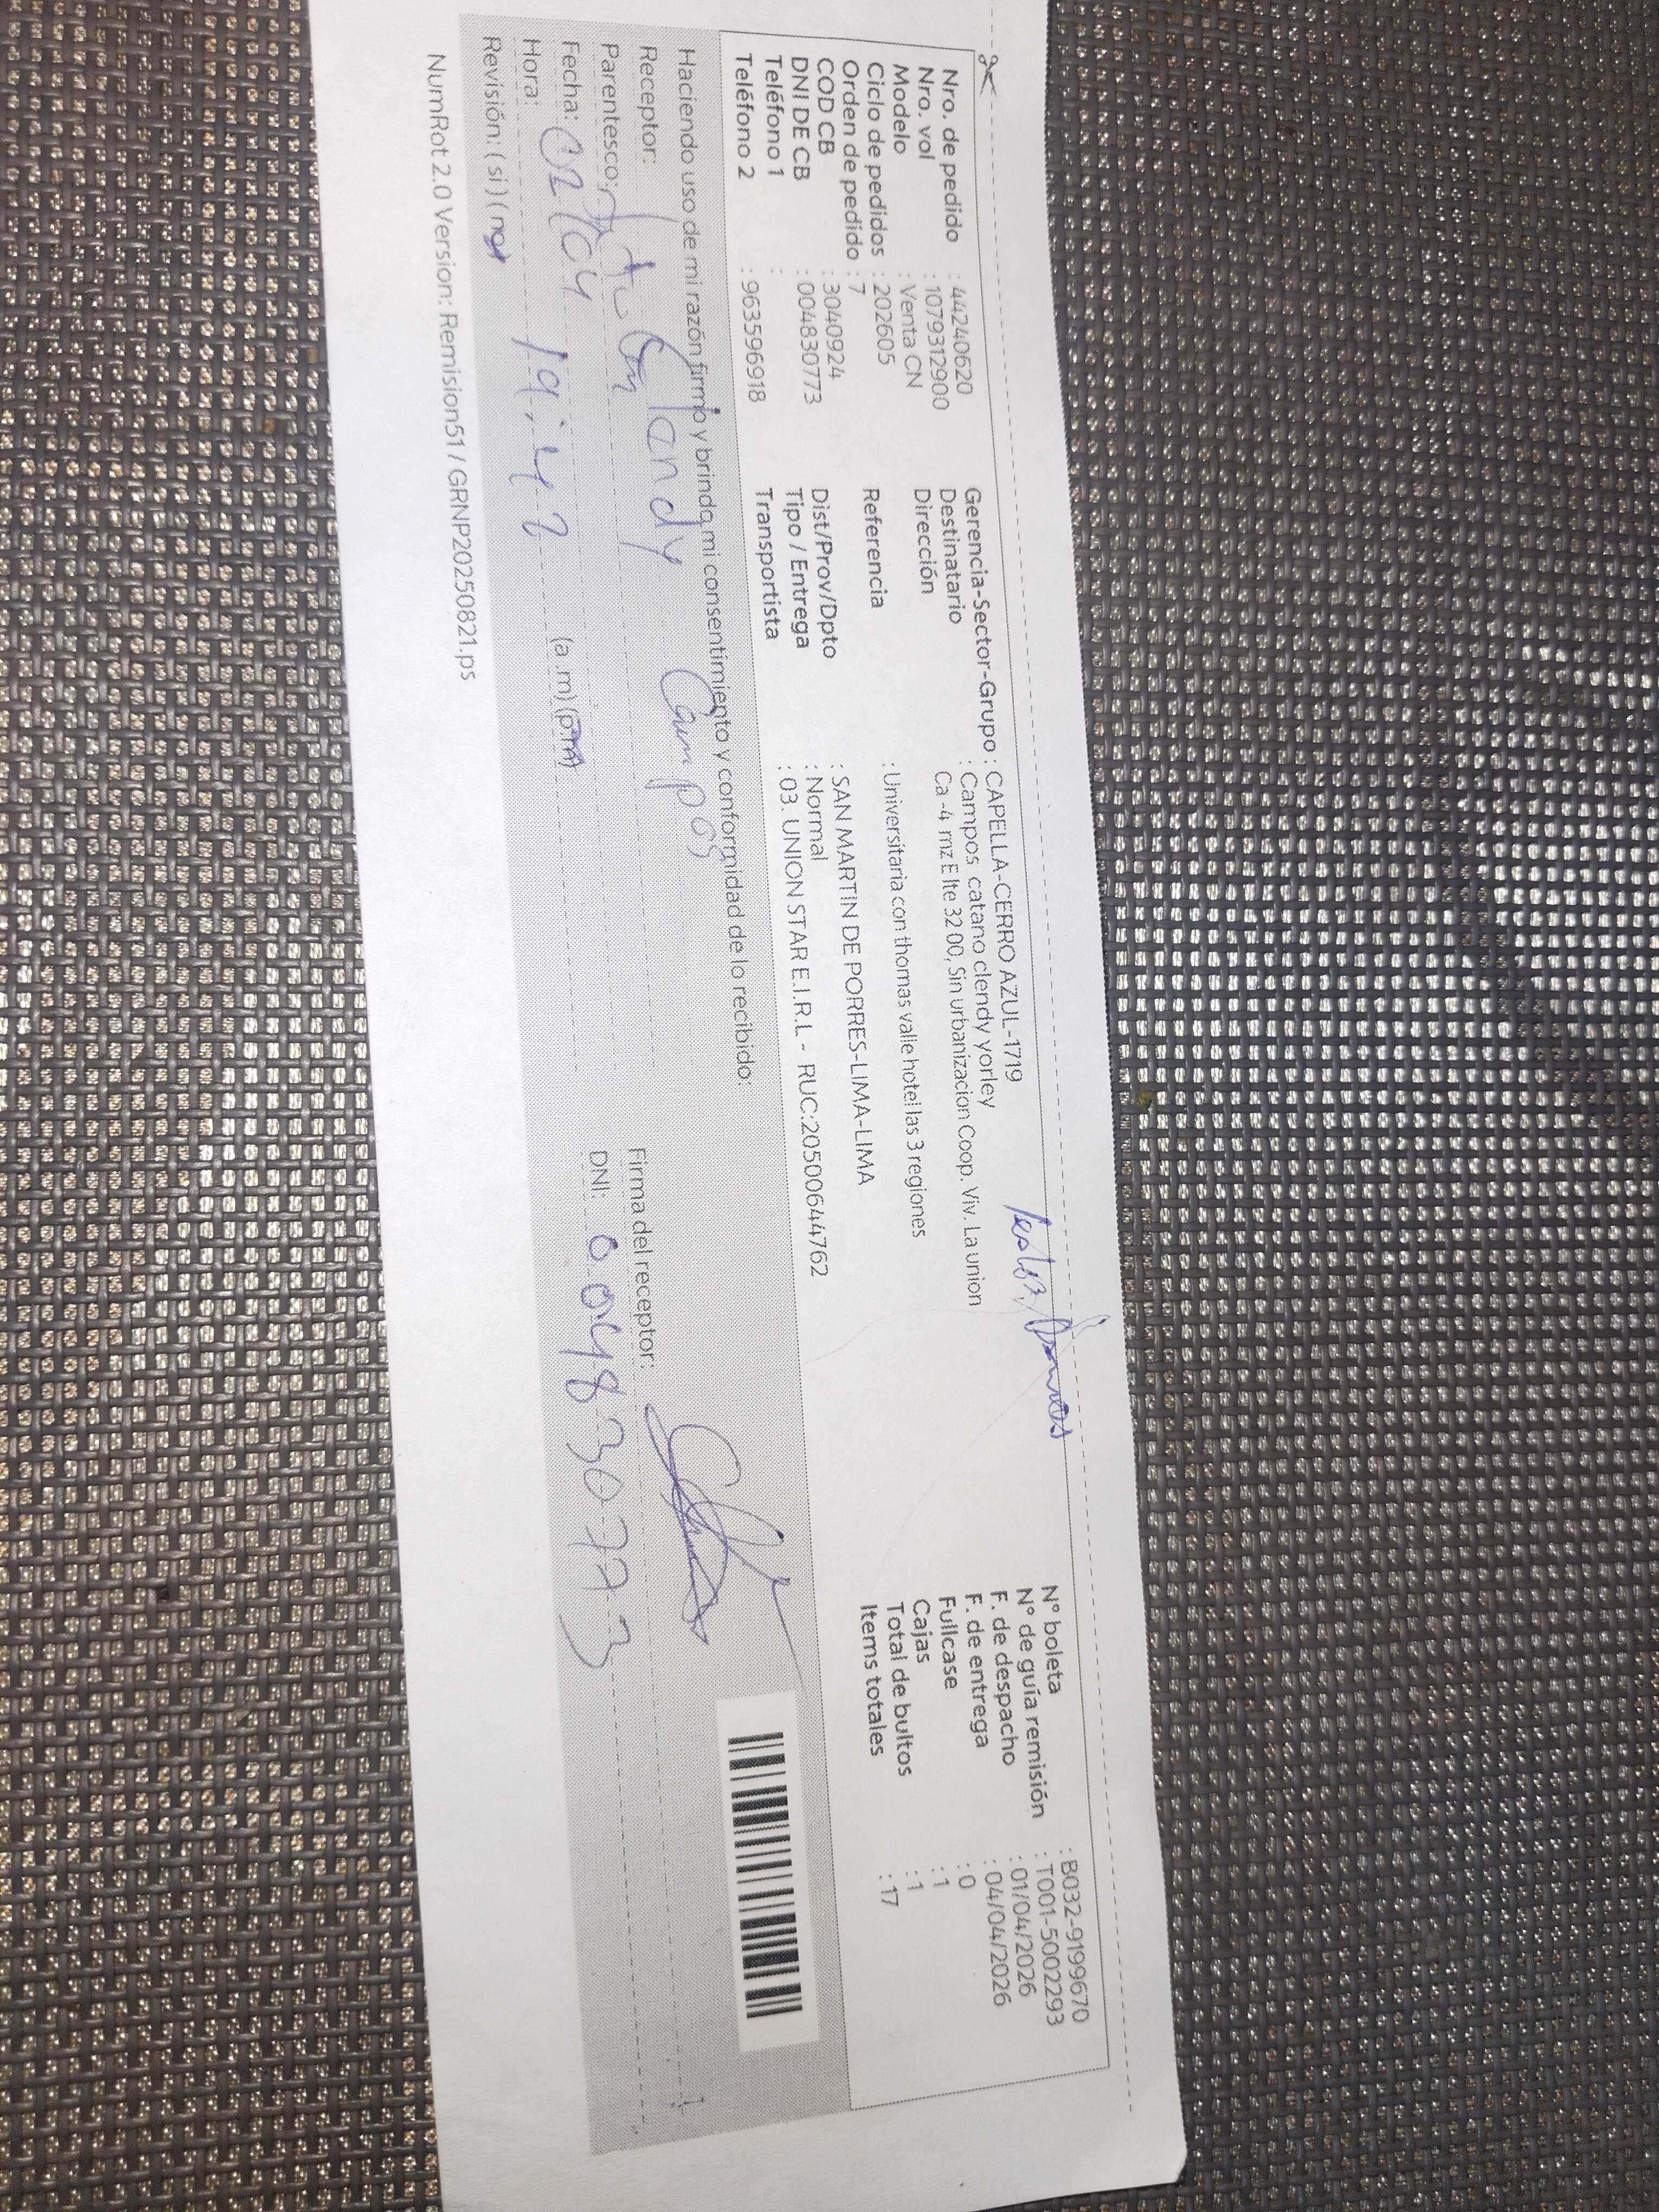 Nro. de pedido : 44240620
Nro. vol : 1079312900
Modelo : Venta CN
Ciclo de pedidos : 202605
Orden de pedido : 7
COD CB : 3040924
DNI DE CB : 004830773
Teléfono 1 :
Teléfono 2 : 963596918
Gerencia-Sector-Grupo : CAPELLA-CERRO AZUL-1719
Destinatario : Campos catano clendy yorley
Dirección Ca-4 mz E lte 32 00, Sin urbanizacion Coop. Viv. La union
Referencia : Universitaria con thomas valle hotel las 3 regiones
Dist/Prov/Dpto : SAN MARTIN DE PORRES-LIMA-LIMA
Tipo / Entrega : Normal
Transportista : 03. UNION STAR E.I.R.L - RUC:20500644762
N° boleta : B032-9199670
N° de guía remisión : T001-5002293
F. de despacho : 01/04/2026
F. de entrega : 04/04/2026
Fullcase : 0
Cajas : 1
Total de bultos : 1
Items totales : 17
Haciendo uso de mi razón firmo y brindo mi consentimiento y conformidad de lo recibido:
Receptor: Clendy Campos
Parentesco:
Fecha: 02/04
Hora: 19:42 (a.m) (p.m)
Revisión: (si) (no)
Firma del receptor:
DNI: 004830773
NumRot 2.0 Version: Remision51 / GRNP20250821.ps